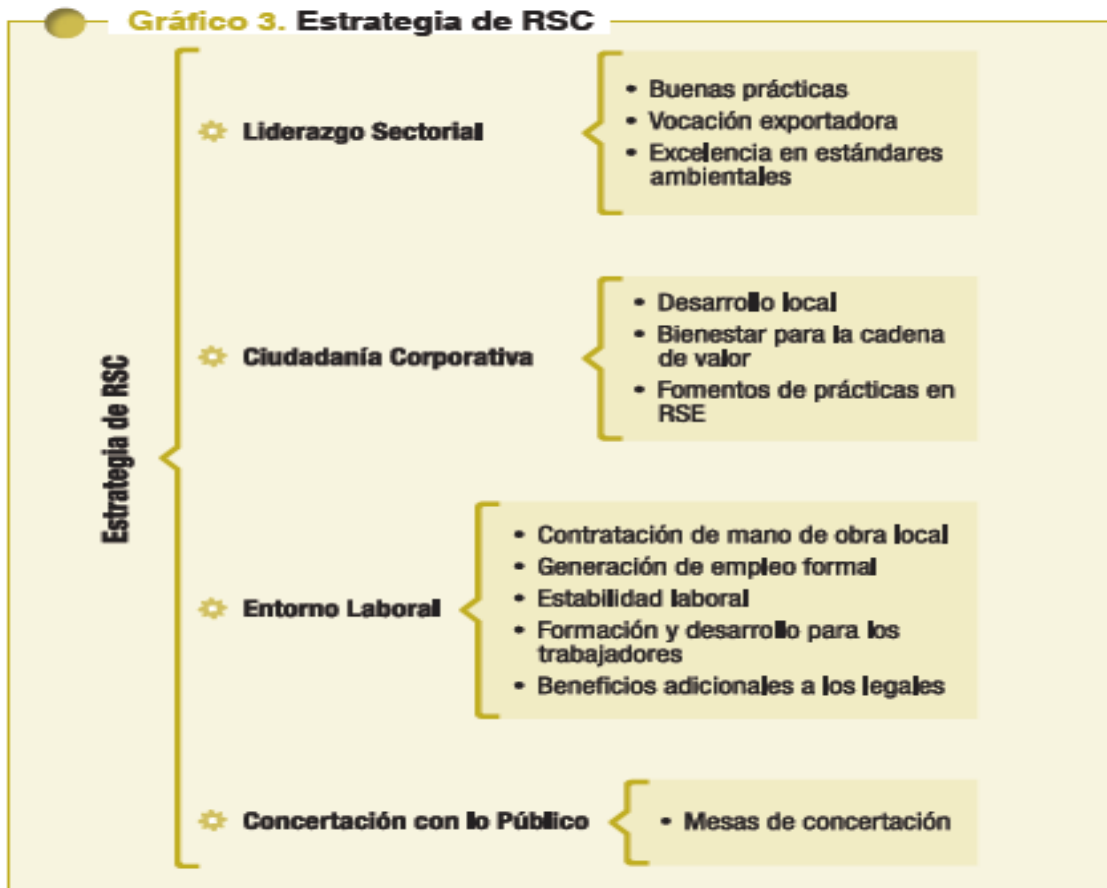 Gráfico 3. Estrategia de RSC
Estrategia de RSC
Liderazgo Sectorial
• Buenas prácticas
• Vocación exportadora
• Excelencia en estándares
ambientales
Ciudadanía Corporativa
• Desarrollo local
• Bienestar para la cadena
de valor
• Fomentos de prácticas en
RSE
Entorno Laboral
• Contratación de mano de obra local
• Generación de empleo formal
• Estabilidad laboral
• Formación y desarrollo para los
trabajadores
• Beneficios adicionales a los legales
Concertación con lo Público
• Mesas de concertación